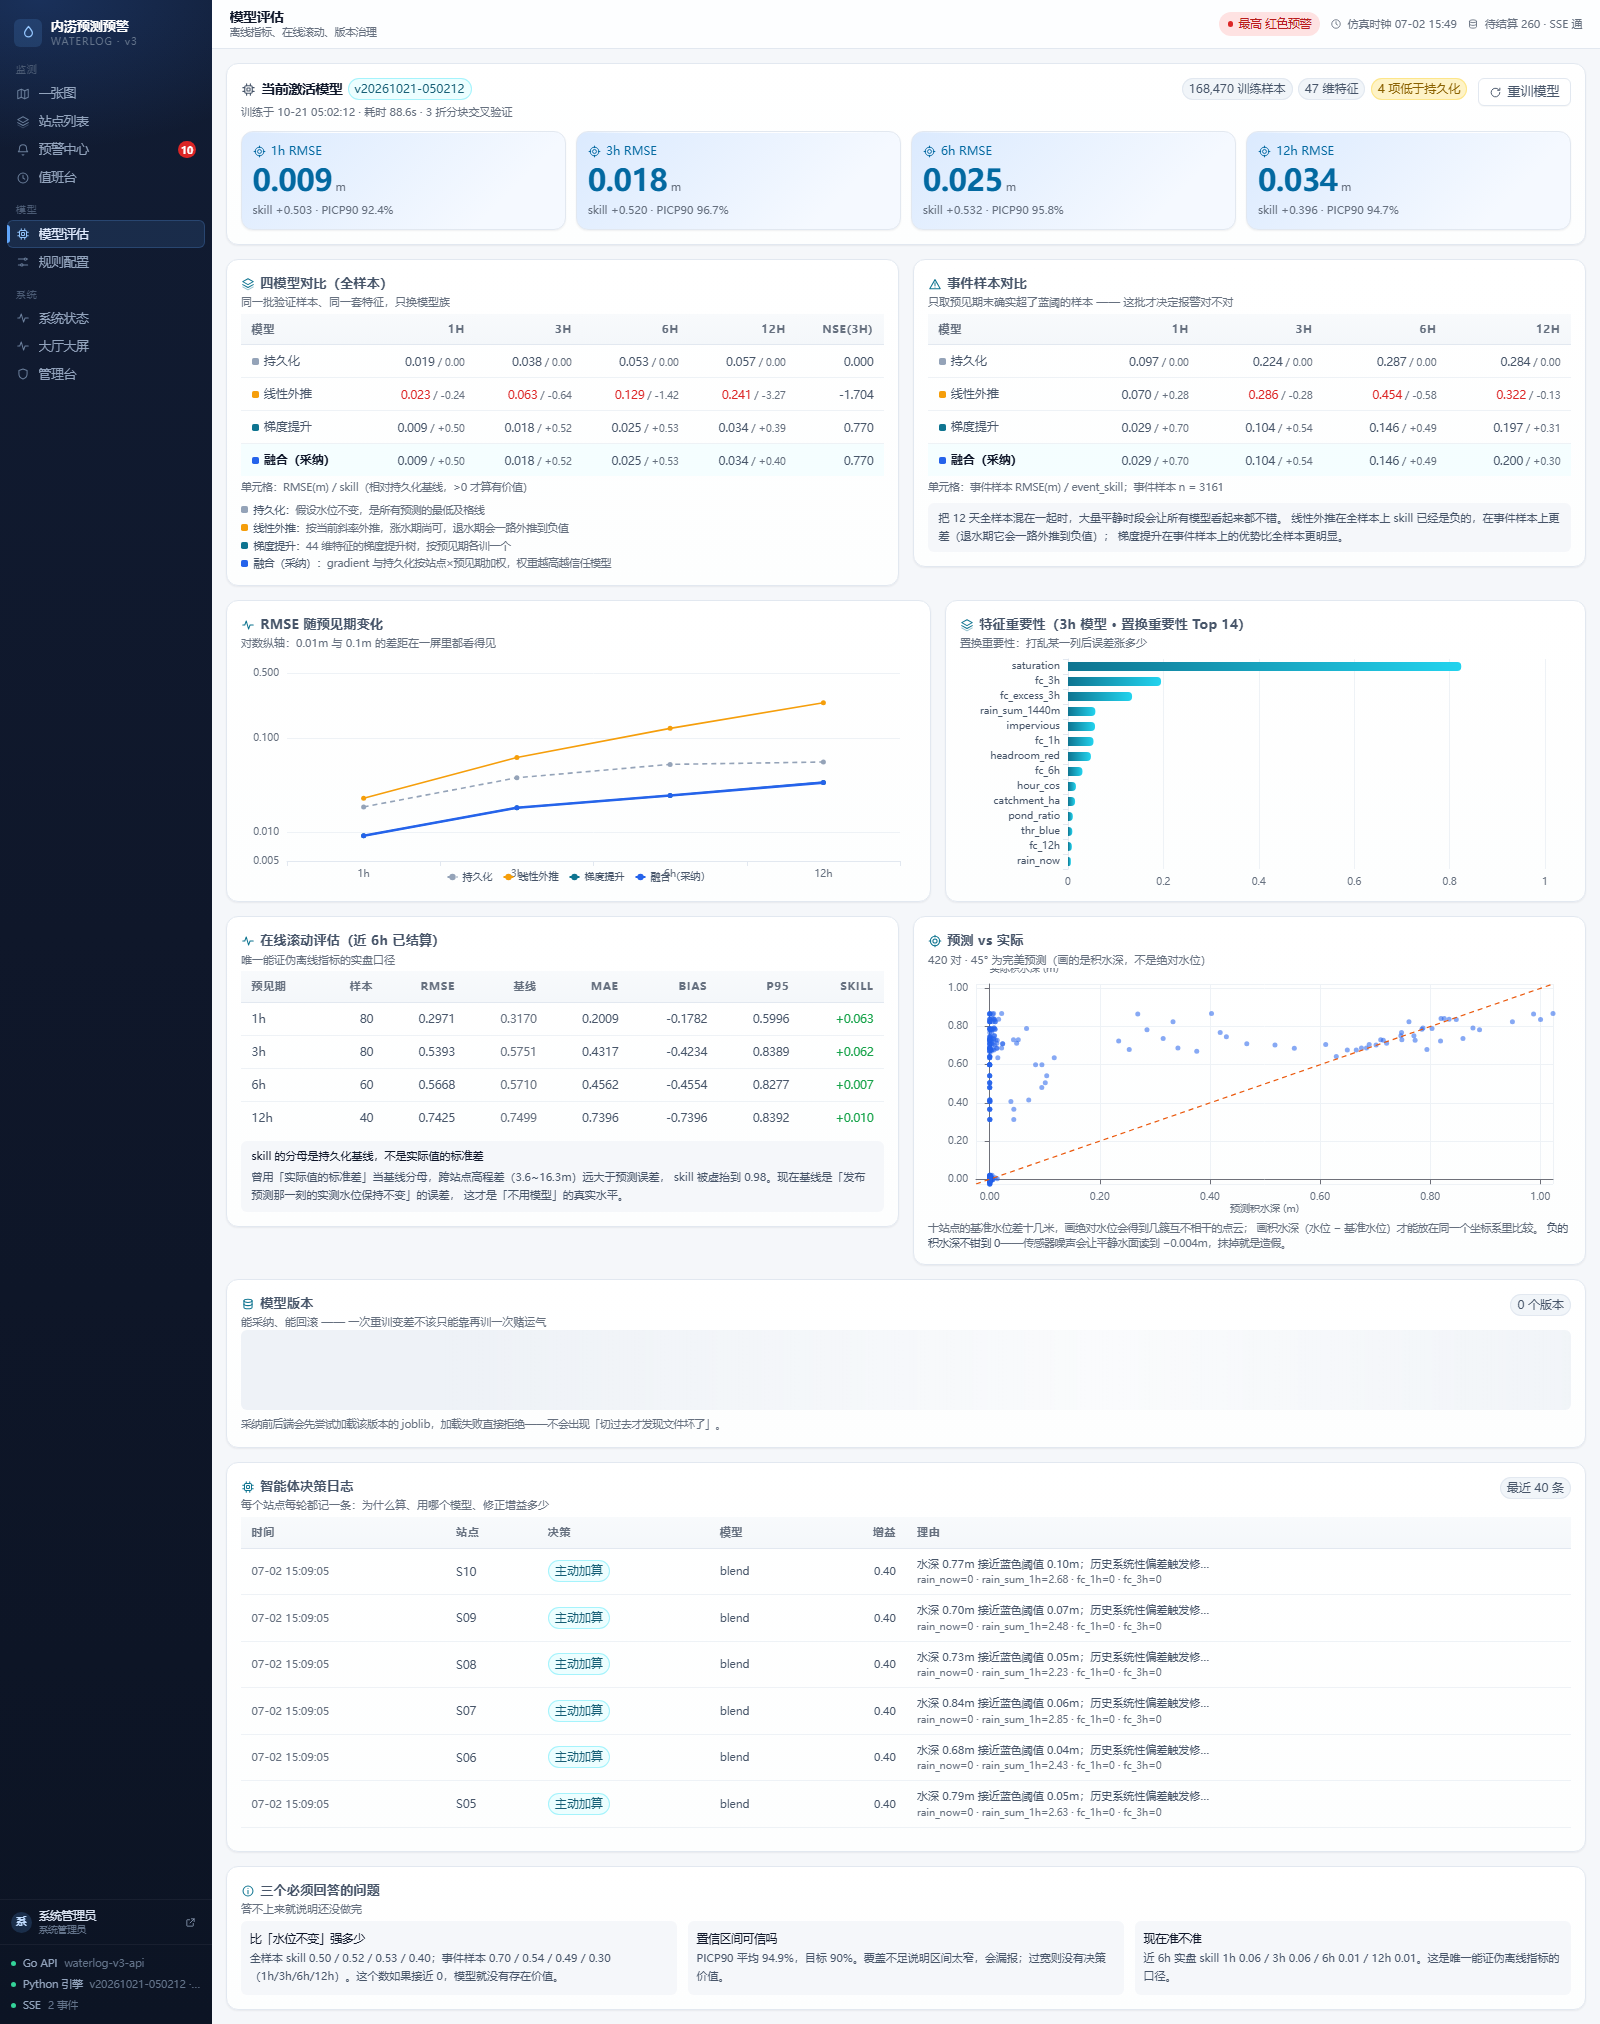 内涝预测预警
WATERLOG · v3
监测
一张图
站点列表
预警中心
10
值班台
模型
模型评估
规则配置
系统
系统状态
大厅大屏
管理台
系
系统管理员
系统管理员
Go API waterlog-v3-api
Python 引擎 v20261021-050212 ·...
SSE 2 事件
模型评估
离线指标、在线滚动、版本治理
最高 红色预警
仿真时钟 07-02 15:49
待结算 260 · SSE 通
当前激活模型 v20261021-050212
168,470 训练样本
47 维特征
4 项低于持久化
重训模型
训练于 10-21 05:02:12 · 耗时 88.6s · 3 折分块交叉验证
1h RMSE
0.009 m
skill +0.503 · PICP90 92.4%
3h RMSE
0.018 m
skill +0.520 · PICP90 96.7%
6h RMSE
0.025 m
skill +0.532 · PICP90 95.8%
12h RMSE
0.034 m
skill +0.396 · PICP90 94.7%
四模型对比（全样本）
同一批验证样本、同一套特征，只换模型族
模型 1H 3H 6H 12H NSE(3H)
持久化 0.019 / 0.00 0.038 / 0.00 0.053 / 0.00 0.057 / 0.00 0.000
线性外推 0.023 / -0.24 0.063 / -0.64 0.129 / -1.42 0.241 / -3.27 -1.704
梯度提升 0.009 / +0.50 0.018 / +0.52 0.025 / +0.53 0.034 / +0.39 0.770
融合（采纳） 0.009 / +0.50 0.018 / +0.52 0.025 / +0.53 0.034 / +0.40 0.770
单元格：RMSE(m) / skill（相对持久化基线，>0 才算有价值）
持久化：假设水位不变，是所有预测的最低及格线
线性外推：按当前斜率外推，涨水期尚可，退水期会一路外推到负值
梯度提升：44 维特征的梯度提升树，按预见期各训一个
融合（采纳）：gradient 与持久化按站点×预见期加权，权重越高越信任模型
事件样本对比
只取预见期末确实超了蓝阈的样本 —— 这批才决定报警对不对
模型 1H 3H 6H 12H
持久化 0.097 / 0.00 0.224 / 0.00 0.287 / 0.00 0.284 / 0.00
线性外推 0.070 / +0.28 0.286 / -0.28 0.454 / -0.58 0.322 / -0.13
梯度提升 0.029 / +0.70 0.104 / +0.54 0.146 / +0.49 0.197 / +0.31
融合（采纳） 0.029 / +0.70 0.104 / +0.54 0.146 / +0.49 0.200 / +0.30
单元格：事件样本 RMSE(m) / event_skill；事件样本 n = 3161
把 12 天全样本混在一起时，大量平静时段会让所有模型看起来都不错。 线性外推在全样本上 skill 已经是负的，在事件样本上更
差（退水期它会一路外推到负值）； 梯度提升在事件样本上的优势比全样本更明显。
RMSE 随预见期变化
对数纵轴：0.01m 与 0.1m 的差距在一屏里都看得见
0.500
0.100
0.010
0.005
1h 3h 6h 12h
持久化 线性外推 梯度提升 融合（采纳）
特征重要性（3h 模型 • 置换重要性 Top 14）
置换重要性：打乱某一列后误差涨多少
saturation
fc_3h
fc_excess_3h
rain_sum_1440m
impervious
fc_1h
headroom_red
fc_6h
hour_cos
catchment_ha
pond_ratio
thr_blue
fc_12h
rain_now
0 0.2 0.4 0.6 0.8 1
在线滚动评估（近 6h 已结算）
唯一能证伪离线指标的实盘口径
预见期 样本 RMSE 基线 MAE BIAS P95 SKILL
1h 80 0.2971 0.3170 0.2009 -0.1782 0.5996 +0.063
3h 80 0.5393 0.5751 0.4317 -0.4234 0.8389 +0.062
6h 60 0.5668 0.5710 0.4562 -0.4554 0.8277 +0.007
12h 40 0.7425 0.7499 0.7396 -0.7396 0.8392 +0.010
skill 的分母是持久化基线，不是实际值的标准差
曾用「实际值的标准差」当基线分母，跨站点高程差（3.6~16.3m）远大于预测误差， skill 被虚抬到 0.98。现在基线是「发布
预测那一刻的实测水位保持不变」的误差， 这才是「不用模型」的真实水平。
预测 vs 实际
420 对 · 45° 为完美预测（画的是积水深，不是绝对水位）
实际积水深 (m)
1.00
0.80
0.60
0.40
0.20
0.00
0.00 0.20 0.40 0.60 0.80 1.00
预测积水深 (m)
十站点的基准水位差十几米，画绝对水位会得到几簇互不相干的点云； 画积水深（水位 − 基准水位）才能放在同一个坐标系里比较。 负的
积水深不钳到 0——传感器噪声会让平静水面读到 −0.004m，抹掉就是造假。
模型版本
0 个版本
能采纳、能回滚 —— 一次重训变差不该只能靠再训一次赌运气
采纳前后端会先尝试加载该版本的 joblib，加载失败直接拒绝——不会出现「切过去才发现文件坏了」。
智能体决策日志
最近 40 条
每个站点每轮都记一条：为什么算、用哪个模型、修正增益多少
时间 站点 决策 模型 增益 理由
07-02 15:09:05 S10 主动加算 blend 0.40 水深 0.77m 接近蓝色阈值 0.10m；历史系统性偏差触发修...
rain_now=0 · rain_sum_1h=2.68 · fc_1h=0 · fc_3h=0
07-02 15:09:05 S09 主动加算 blend 0.40 水深 0.70m 接近蓝色阈值 0.07m；历史系统性偏差触发修...
rain_now=0 · rain_sum_1h=2.48 · fc_1h=0 · fc_3h=0
07-02 15:09:05 S08 主动加算 blend 0.40 水深 0.73m 接近蓝色阈值 0.05m；历史系统性偏差触发修...
rain_now=0 · rain_sum_1h=2.23 · fc_1h=0 · fc_3h=0
07-02 15:09:05 S07 主动加算 blend 0.40 水深 0.84m 接近蓝色阈值 0.06m；历史系统性偏差触发修...
rain_now=0 · rain_sum_1h=2.85 · fc_1h=0 · fc_3h=0
07-02 15:09:05 S06 主动加算 blend 0.40 水深 0.68m 接近蓝色阈值 0.04m；历史系统性偏差触发修...
rain_now=0 · rain_sum_1h=2.43 · fc_1h=0 · fc_3h=0
07-02 15:09:05 S05 主动加算 blend 0.40 水深 0.79m 接近蓝色阈值 0.05m；历史系统性偏差触发修...
rain_now=0 · rain_sum_1h=2.63 · fc_1h=0 · fc_3h=0
三个必须回答的问题
答不上来就说明还没做完
比「水位不变」强多少
全样本 skill 0.50 / 0.52 / 0.53 / 0.40；事件样本 0.70 / 0.54 / 0.49 / 0.30
（1h/3h/6h/12h）。这个数如果接近 0，模型就没有存在价值。
置信区间可信吗
PICP90 平均 94.9%，目标 90%。覆盖不足说明区间太窄，会漏报；过宽则没有决策
价值。
现在准不准
近 6h 实盘 skill 1h 0.06 / 3h 0.06 / 6h 0.01 / 12h 0.01。这是唯一能证伪离线指标的
口径。